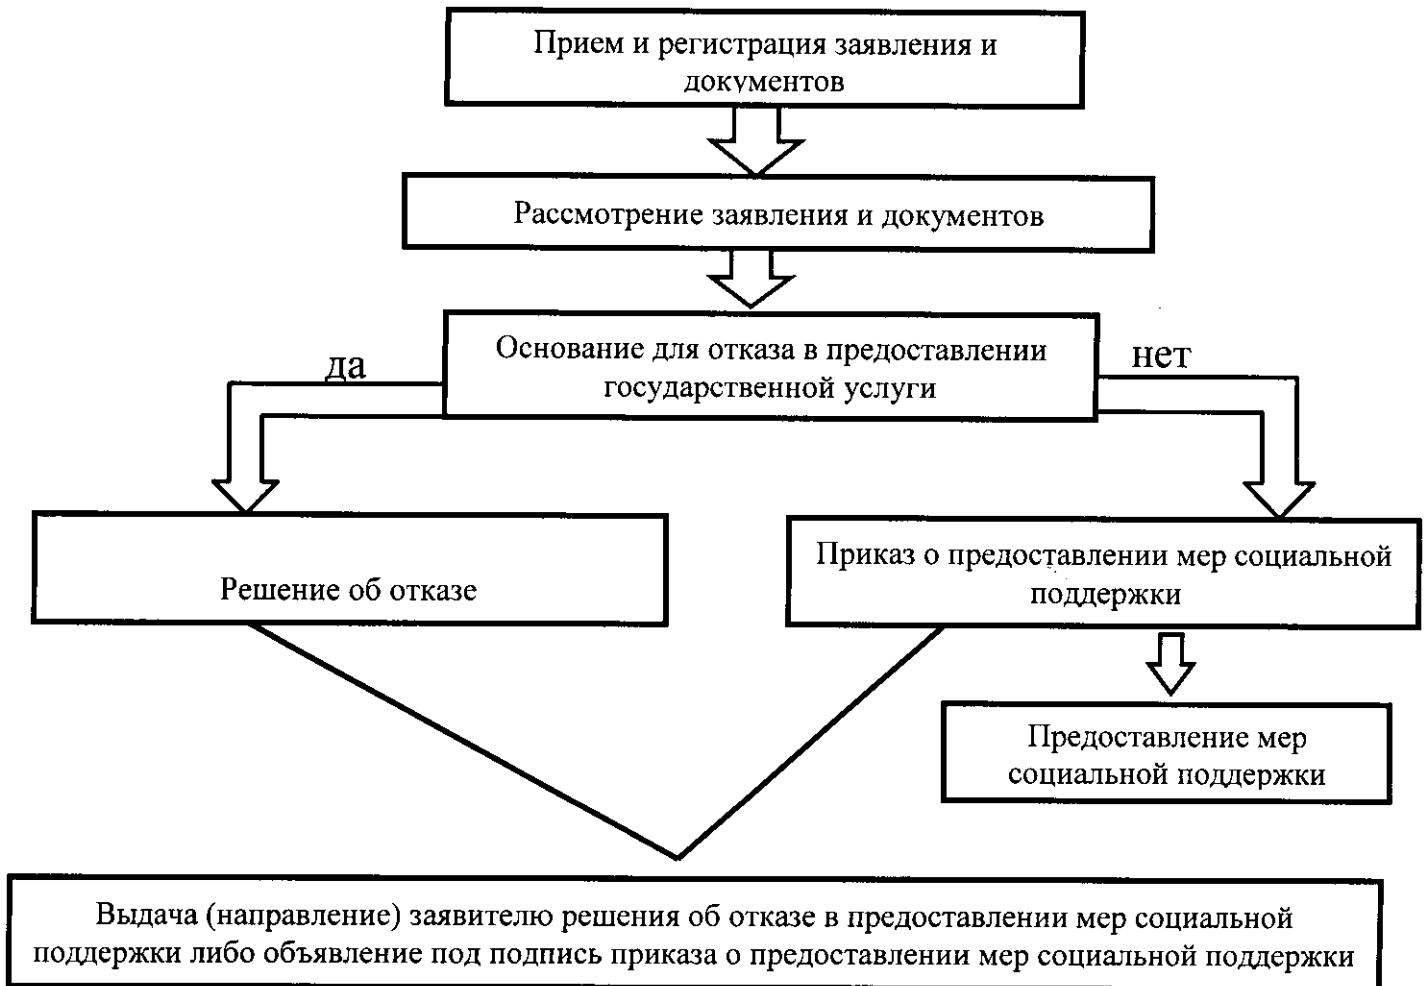 Прием и регистрация заявления и
документов
Рассмотрение заявления и документов
Основание для отказа в предоставлении
государственной услуги
да
нет
Решение об отказе
Приказ о предоставлении мер социальной
поддержки
Предоставление мер
социальной поддержки
Выдача (направление) заявителю решения об отказе в предоставлении мер социальной
поддержки либо объявление под подпись приказа о предоставлении мер социальной поддержки